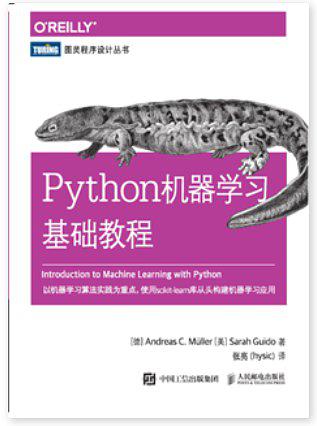 O'REILLY®
TURING 图灵程序设计丛书
Python机器学习
基础教程
Introduction to Machine Learning with Python
以机器学习算法实践为重点，使用scikit-learn库从头构建机器学习应用
[德] Andreas C. Müller [美] Sarah Guido 著
张亮 (hysic) 译
中国工信出版集团 人民邮电出版社
POSTS & TELECOM PRESS